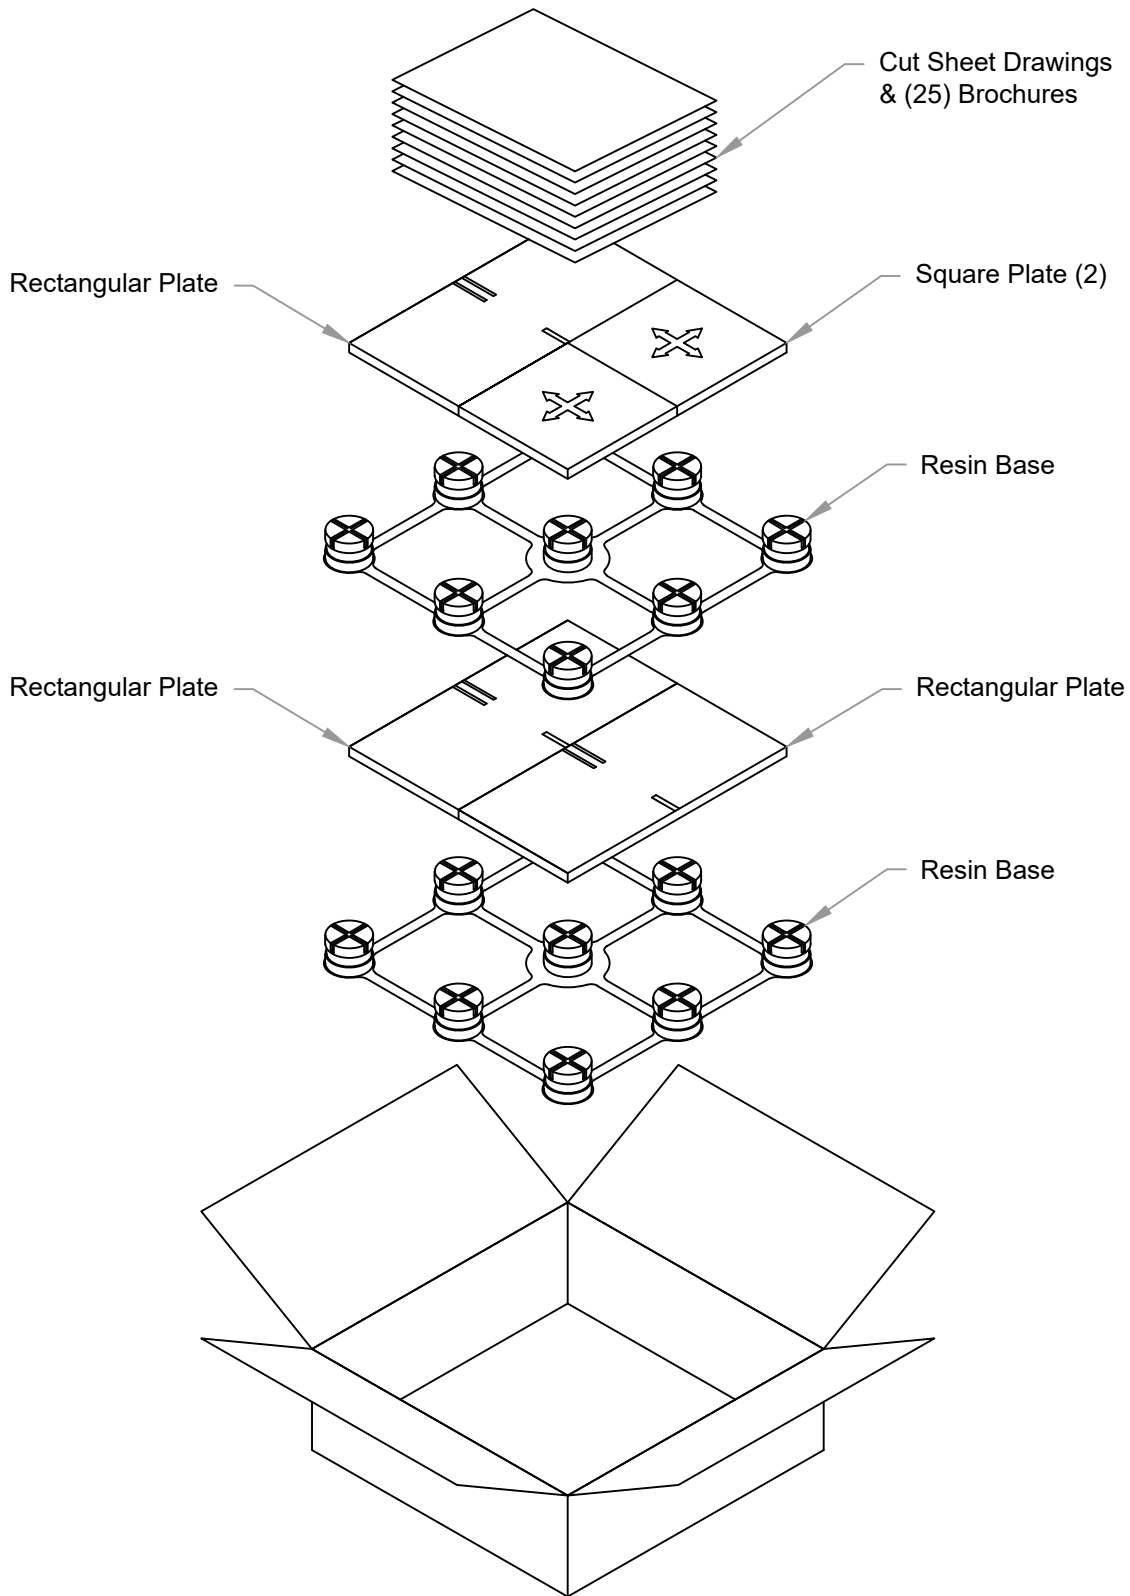 Cut Sheet Drawings
& (25) Brochures
Rectangular Plate
Square Plate (2)
Resin Base
Rectangular Plate
Rectangular Plate
Resin Base